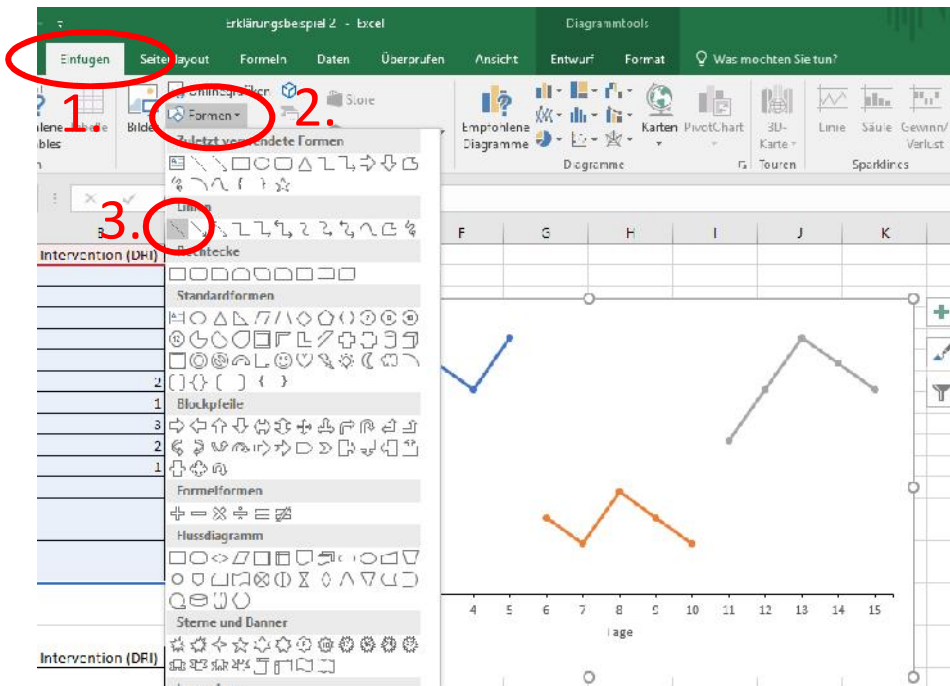 Erklärungsbeispiel 2 - Excel
Diagrammtools
Einfügen Seitenlayout Formeln Daten Überprüfen Ansicht Entwurf Format Was möchten Sie tun?
1.
2.
Bilder
Formen
Store
Empfohlene
Diagramme
Karten
PivotChart
3D-
Karte
Linie
Säule
Gewinn/
Verlust
Diagramme
Touren
Sparklines
Zuletzt verwendete Formen
3.
Linien
Rechtecke
Standardformen
Blockpfeile
Formelformen
Flussdiagramm
Sterne und Banner
B F G H I J K
Intervention (DRI)
2
1
3
2
1
Intervention (DRI)
4 5 6 7 8 9 10 11 12 13 14 15
Tage